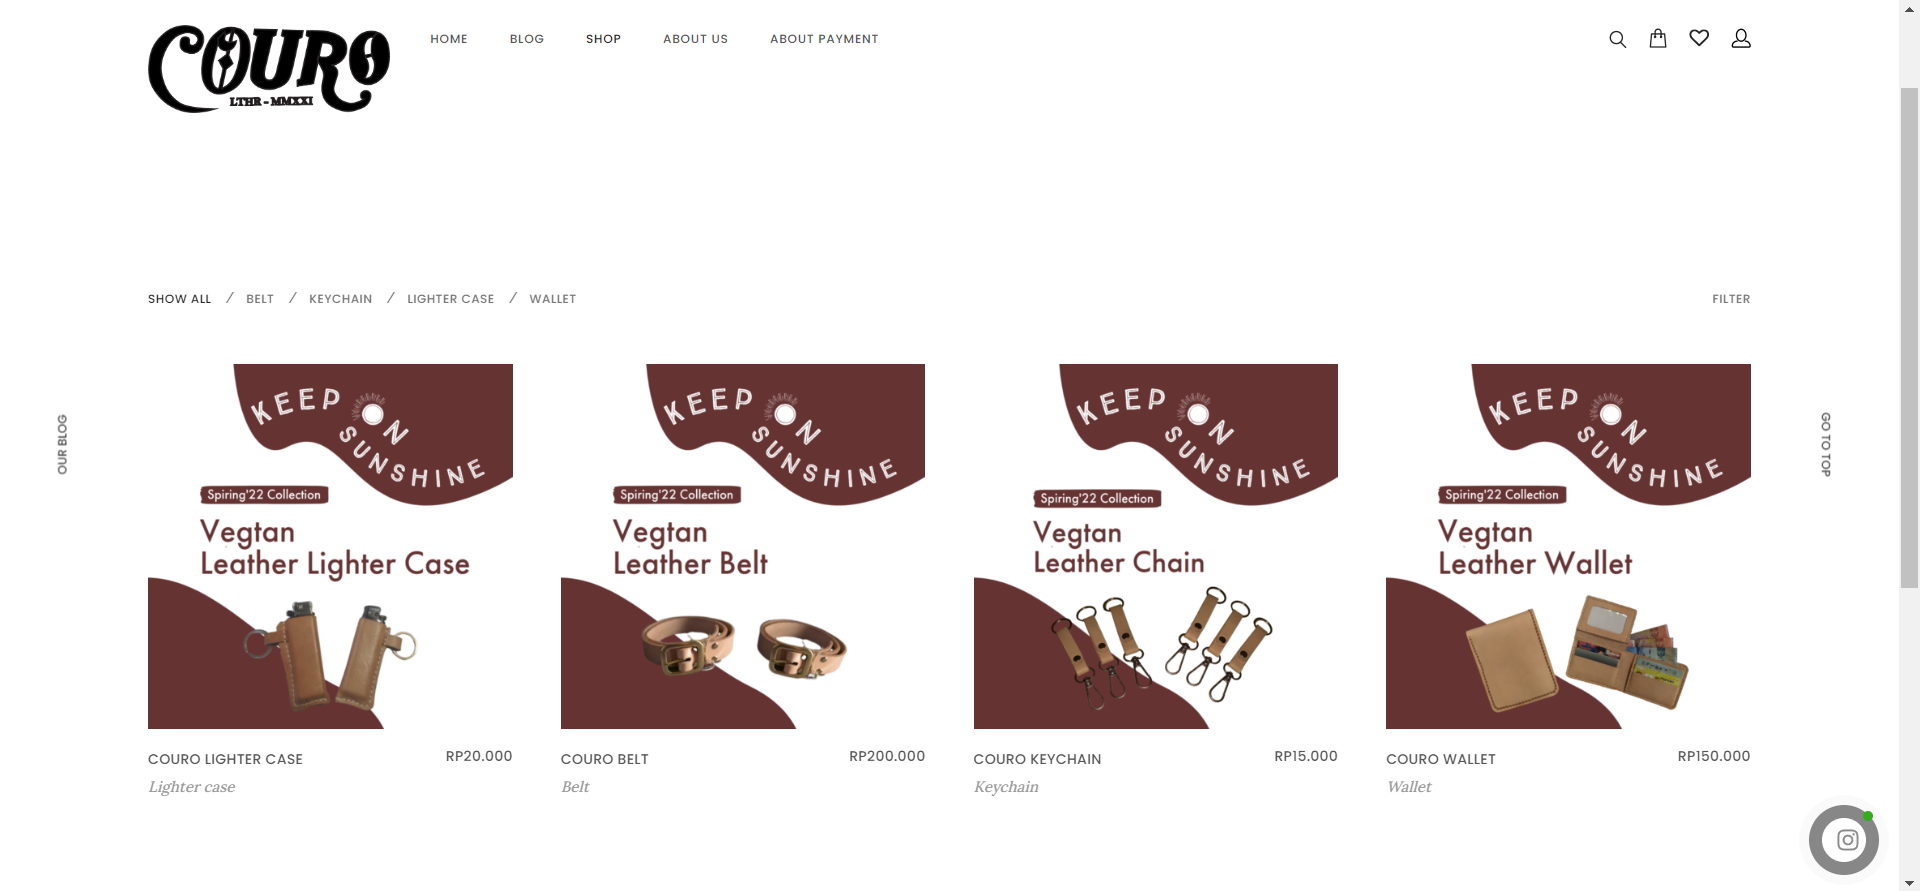 COURO
LTHR - MMXXI
HOME
BLOG
SHOP
ABOUT US
ABOUT PAYMENT
SHOW ALL / BELT / KEYCHAIN / LIGHTER CASE / WALLET
FILTER
OUR BLOG
GO TO TOP
KEEP ON
SUNSHINE
Spiring'22 Collection
Vegtan
Leather Lighter Case
COURO LIGHTER CASE
RP20.000
Lighter case
KEEP ON
SUNSHINE
Spiring'22 Collection
Vegtan
Leather Belt
COURO BELT
RP200.000
Belt
KEEP ON
SUNSHINE
Spiring'22 Collection
Vegtan
Leather Chain
COURO KEYCHAIN
RP15.000
Keychain
KEEP ON
SUNSHINE
Spiring'22 Collection
Vegtan
Leather Wallet
COURO WALLET
RP150.000
Wallet